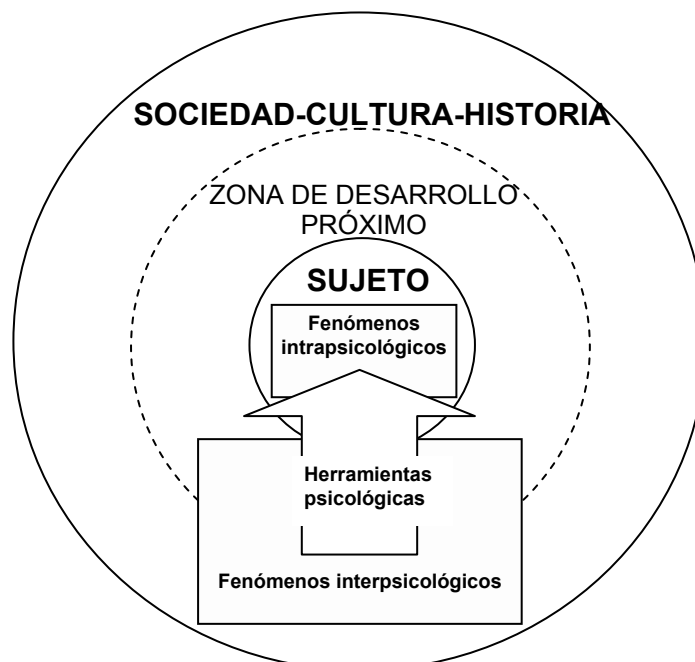 SOCIEDAD-CULTURA-HISTORIA
ZONA DE DESARROLLO
PRÓXIMO
SUJETO
Fenómenos
intrapsicológicos
Herramientas
psicológicas
Fenómenos interpsicológicos